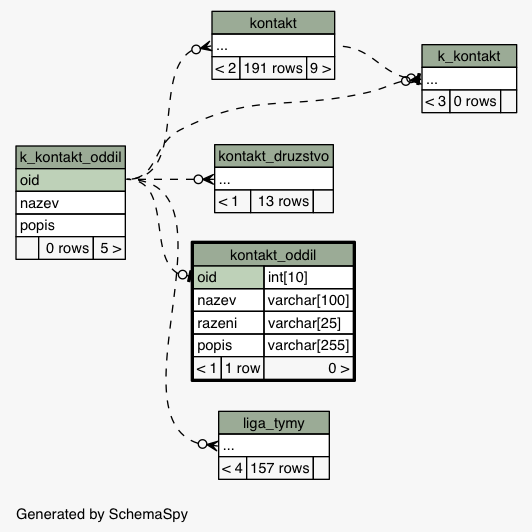 kontakt
...
< 2 191 rows 9 >
k_kontakt
...
< 3 0 rows
k_kontakt_oddil
oid
nazev
popis
0 rows 5 >
kontakt_druzstvo
...
< 1 13 rows
kontakt_oddil
oid int[10]
nazev varchar[100]
razeni varchar[25]
popis varchar[255]
< 1 1 row 0 >
liga_tymy
...
< 4 157 rows
Generated by SchemaSpy